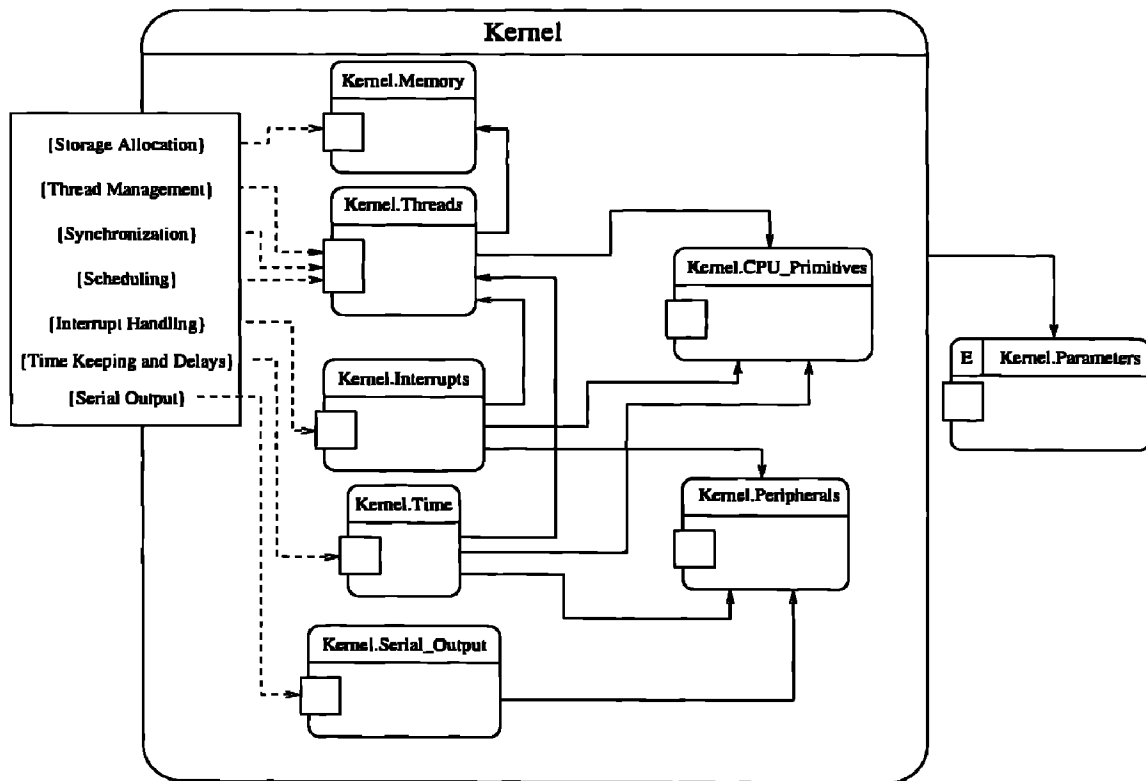 Kernel
Kernel.Memory
{Storage Allocation}
{Thread Management}
Kernel.Threads
{Synchronization}
{Scheduling}
Kernel.CPU_Primitives
{Interrupt Handling}
{Time Keeping and Delays}
{Serial Output}
E
Kernel.Parameters
Kernel.Interrupts
Kernel.Time
Kernel.Peripherals
Kernel.Serial_Output